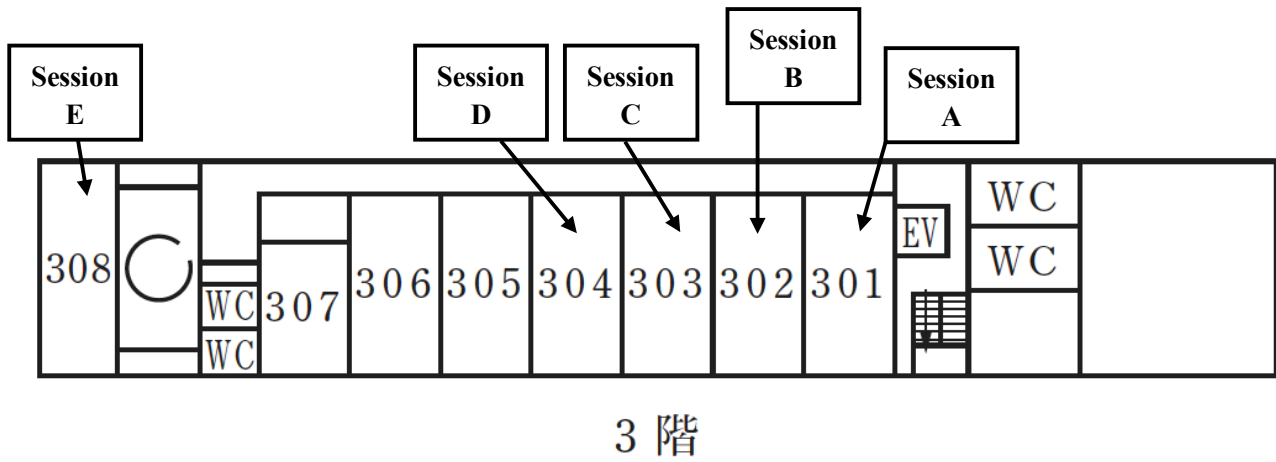 Session
B
Session
E
Session
D
Session
C
Session
A
WC
EV
WC
308
306
305
304
303
302
301
WC
307
WC
3 階